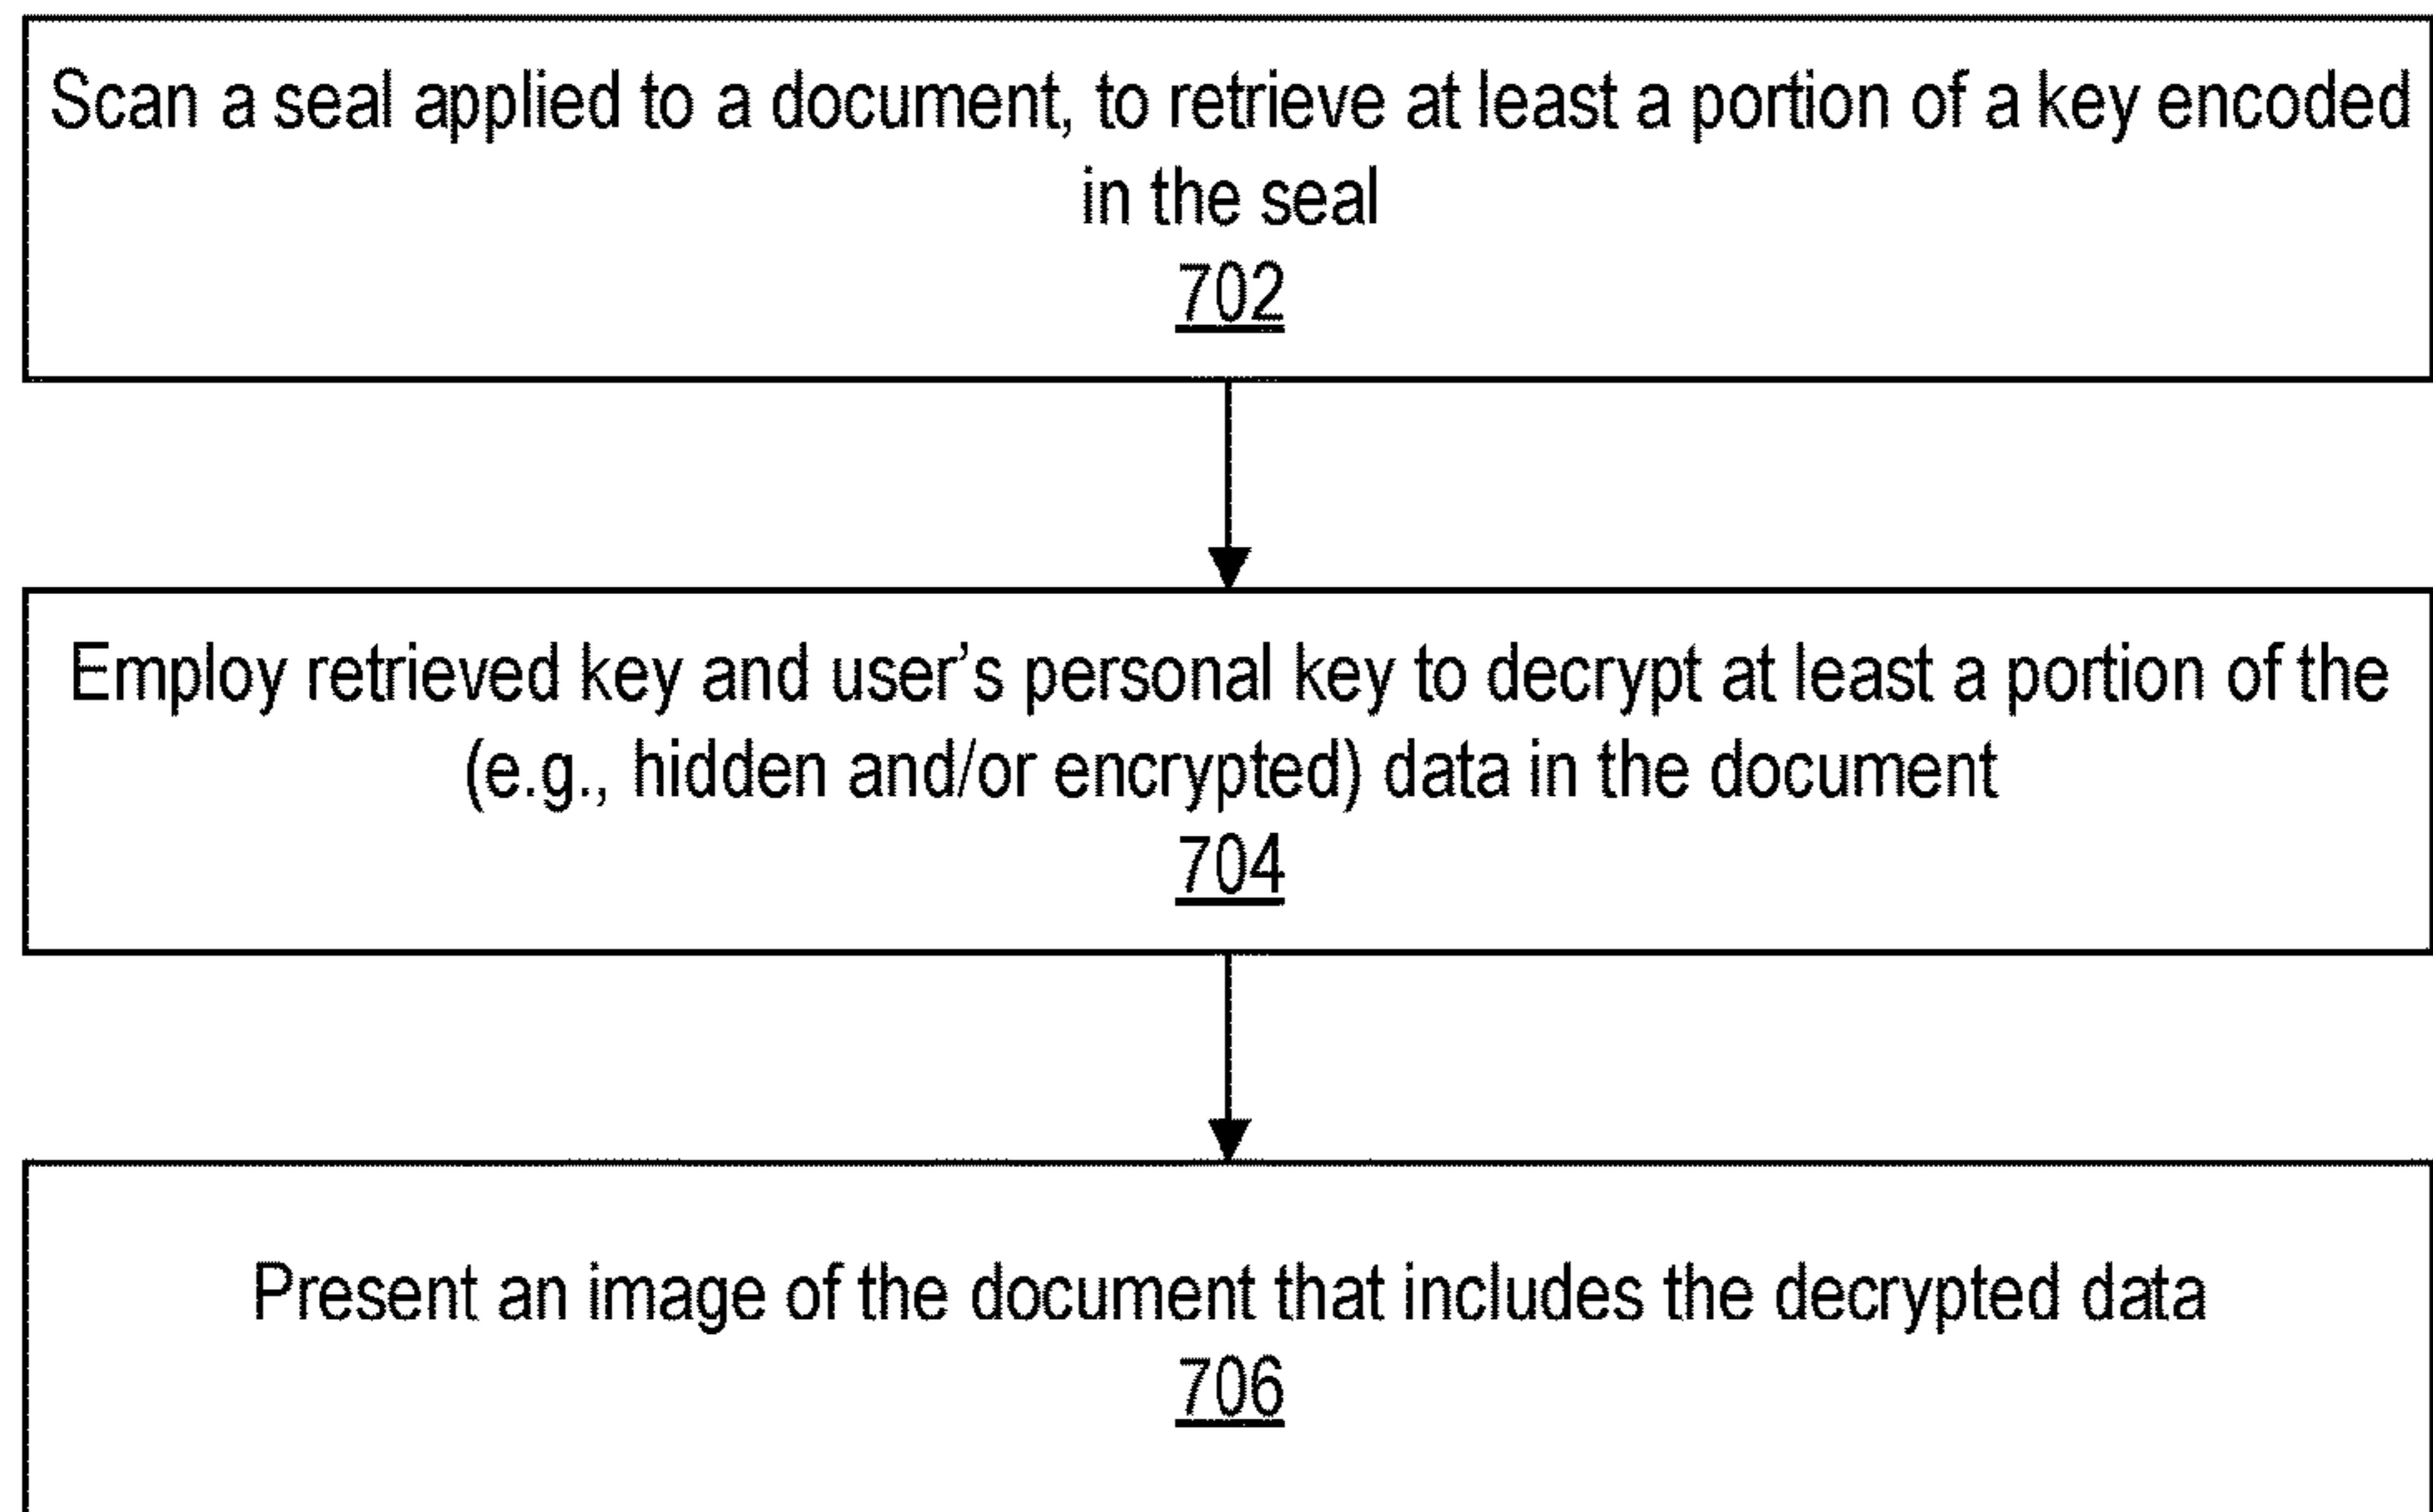 Scan a seal applied to a document, to retrieve at least a portion of a key encoded
in the seal
702
Employ retrieved key and user's personal key to decrypt at least a portion of the
(e.g., hidden and/or encrypted) data in the document
704
Present an image of the document that includes the decrypted data
706